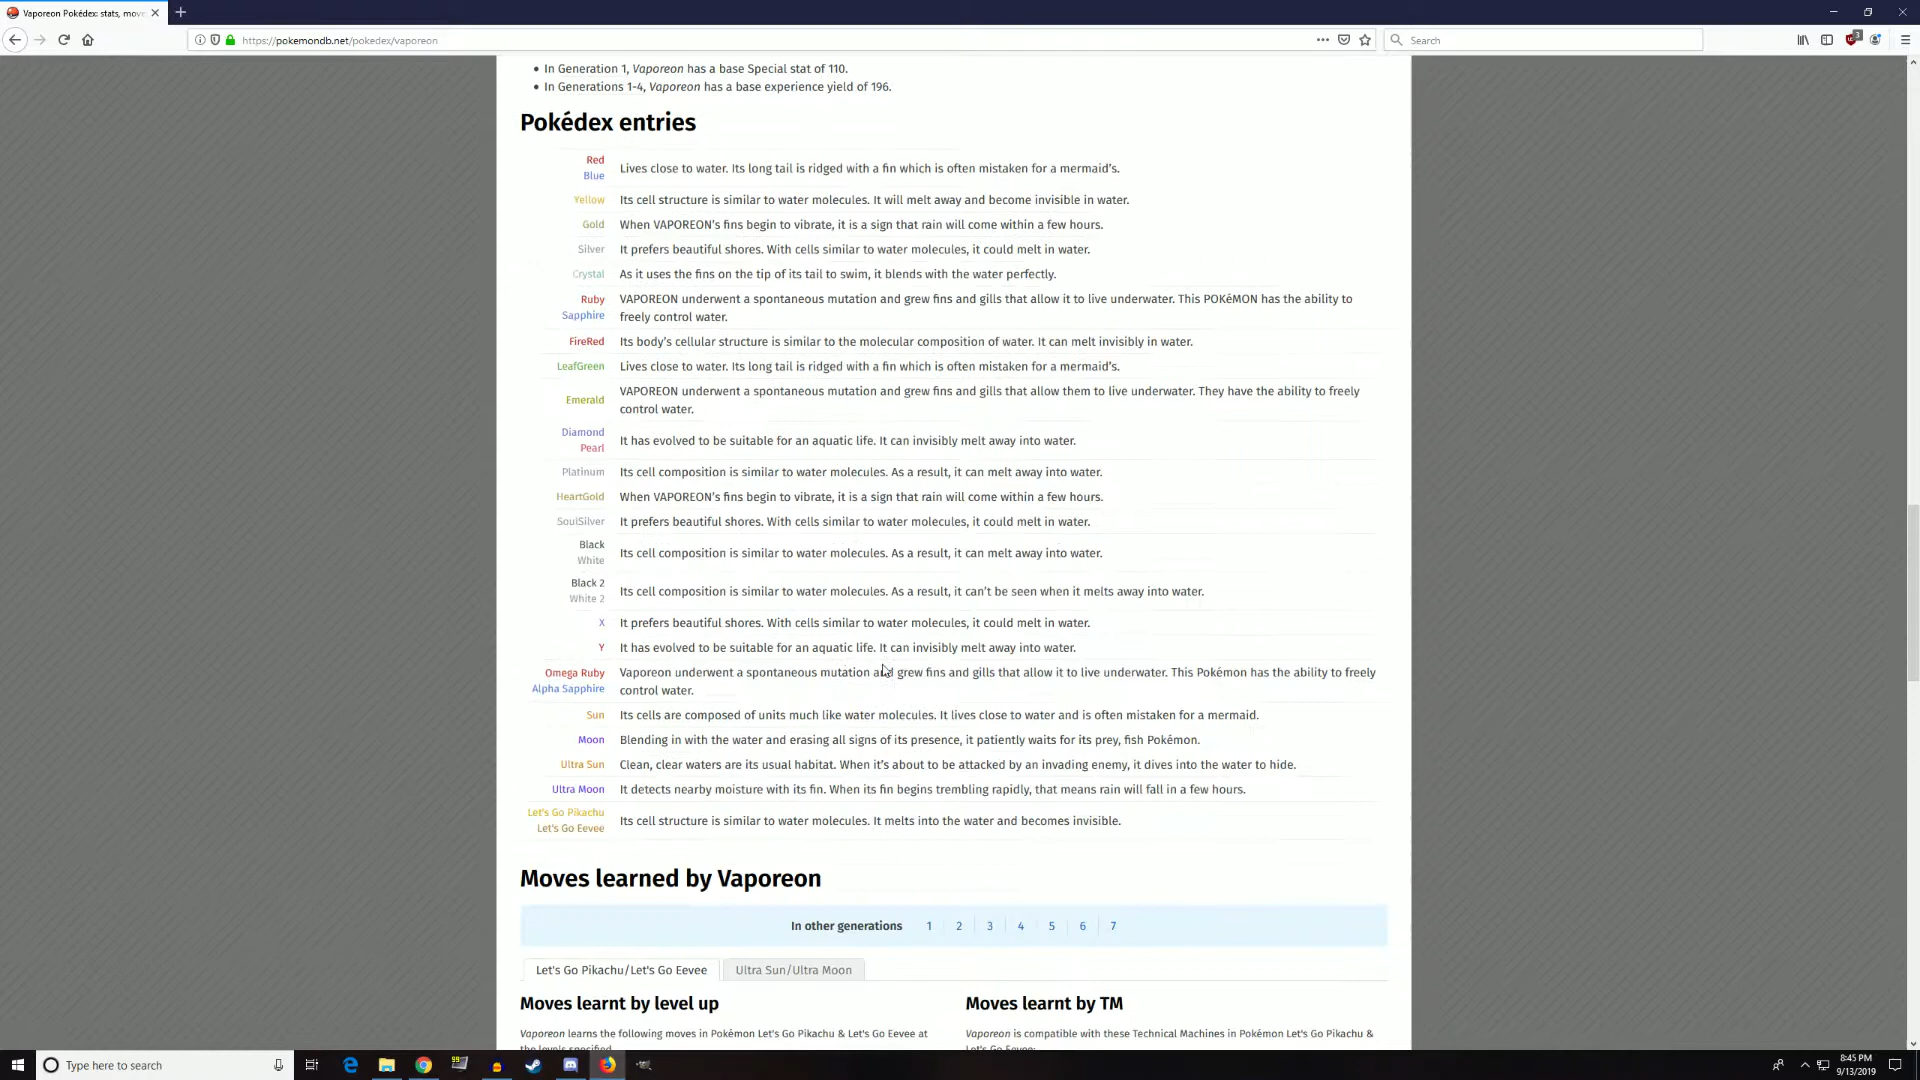 Vaporeon Pokédex: stats, move
https://pokemondb.net/pokedex/vaporeon
Search
3
• In Generation 1, Vaporeon has a base Special stat of 110.
• In Generations 1-4, Vaporeon has a base experience yield of 196.
Pokédex entries
Red
Blue
Lives close to water. Its long tail is ridged with a fin which is often mistaken for a mermaid's.
Yellow
Its cell structure is similar to water molecules. It will melt away and become invisible in water.
Gold
When VAPOREON's fins begin to vibrate, it is a sign that rain will come within a few hours.
Silver
It prefers beautiful shores. With cells similar to water molecules, it could melt in water.
Crystal
As it uses the fins on the tip of its tail to swim, it blends with the water perfectly.
Ruby
Sapphire
VAPOREON underwent a spontaneous mutation and grew fins and gills that allow it to live underwater. This POKéMON has the ability to
freely control water.
FireRed
Its body's cellular structure is similar to the molecular composition of water. It can melt invisibly in water.
LeafGreen
Lives close to water. Its long tail is ridged with a fin which is often mistaken for a mermaid's.
Emerald
VAPOREON underwent a spontaneous mutation and grew fins and gills that allow them to live underwater. They have the ability to freely
control water.
Diamond
Pearl
It has evolved to be suitable for an aquatic life. It can invisibly melt away into water.
Platinum
Its cell composition is similar to water molecules. As a result, it can melt away into water.
HeartGold
When VAPOREON's fins begin to vibrate, it is a sign that rain will come within a few hours.
SoulSilver
It prefers beautiful shores. With cells similar to water molecules, it could melt in water.
Black
White
Its cell composition is similar to water molecules. As a result, it can melt away into water.
Black 2
White 2
Its cell composition is similar to water molecules. As a result, it can't be seen when it melts away into water.
X
It prefers beautiful shores. With cells similar to water molecules, it could melt in water.
Y
It has evolved to be suitable for an aquatic life. It can invisibly melt away into water.
Omega Ruby
Alpha Sapphire
Vaporeon underwent a spontaneous mutation and grew fins and gills that allow it to live underwater. This Pokémon has the ability to freely
control water.
Sun
Its cells are composed of units much like water molecules. It lives close to water and is often mistaken for a mermaid.
Moon
Blending in with the water and erasing all signs of its presence, it patiently waits for its prey, fish Pokémon.
Ultra Sun
Clean, clear waters are its usual habitat. When it's about to be attacked by an invading enemy, it dives into the water to hide.
Ultra Moon
It detects nearby moisture with its fin. When its fin begins trembling rapidly, that means rain will fall in a few hours.
Let's Go Pikachu
Let's Go Eevee
Its cell structure is similar to water molecules. It melts into the water and becomes invisible.
Moves learned by Vaporeon
In other generations 1 2 3 4 5 6 7
Let's Go Pikachu/Let's Go Eevee
Ultra Sun/Ultra Moon
Moves learnt by level up
Vaporeon learns the following moves in Pokémon Let's Go Pikachu & Let's Go Eevee at
the levels specified.
Moves learnt by TM
Vaporeon is compatible with these Technical Machines in Pokémon Let's Go Pikachu &
Let's Go Eevee:
Type here to search
8:45 PM
9/13/2019